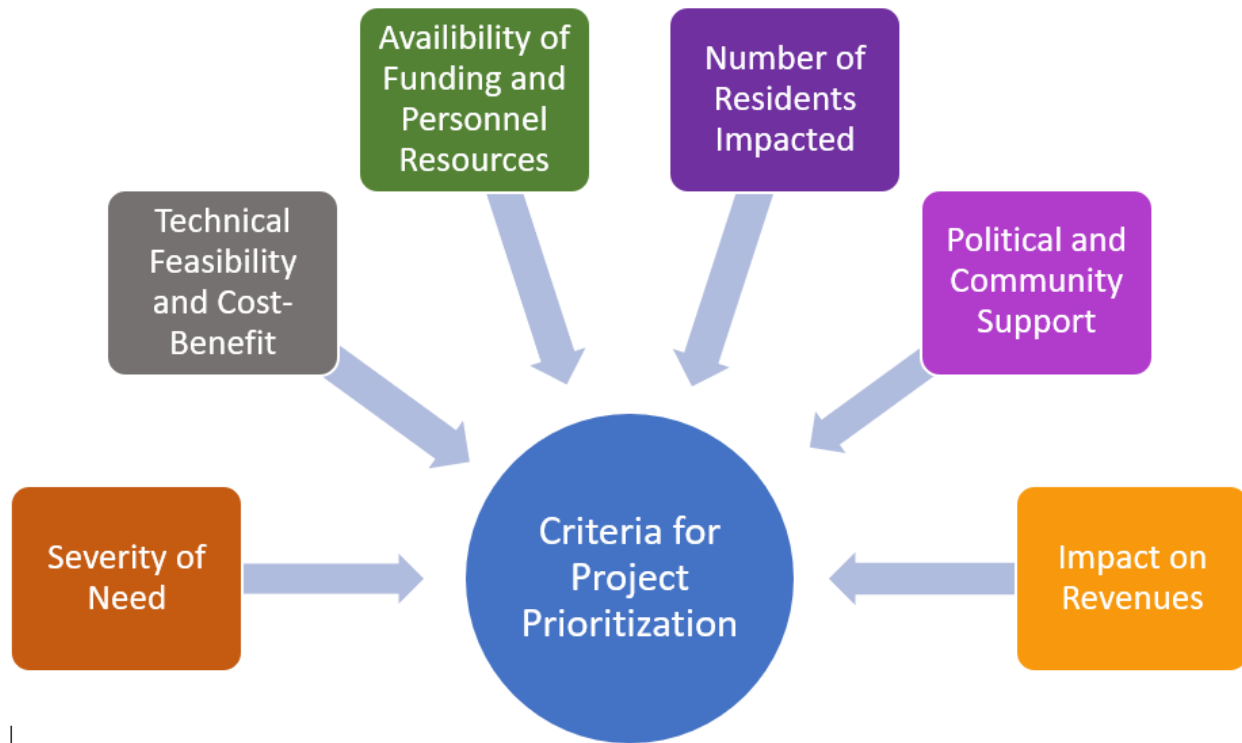 Availibility of
Funding and
Personnel
Resources
Number of
Residents
Impacted
Technical
Feasibility
and Cost-
Benefit
Political and
Community
Support
Severity of
Need
Criteria for
Project
Prioritization
Impact on
Revenues